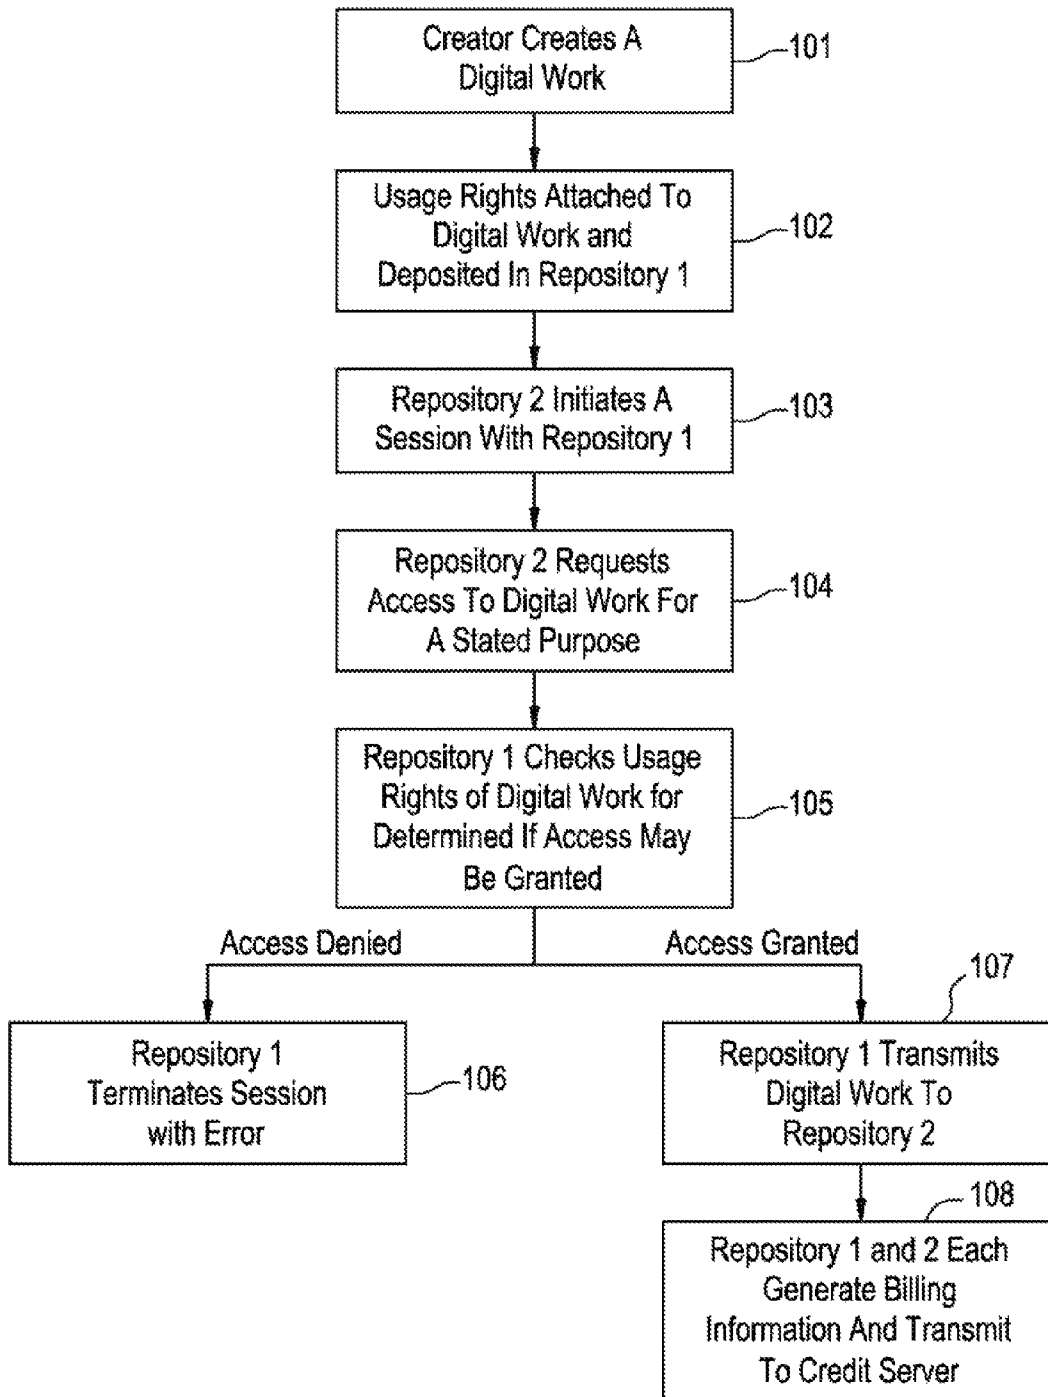 Creator Creates A
Digital Work
101
Usage Rights Attached To
Digital Work and
Deposited In Repository 1
102
Repository 2 Initiates A
Session With Repository 1
103
Repository 2 Requests
Access To Digital Work For
A Stated Purpose
104
Repository 1 Checks Usage
Rights of Digital Work for
Determined If Access May
Be Granted
105
Access Denied
Access Granted
Repository 1
Terminates Session
with Error
106
107
Repository 1 Transmits
Digital Work To
Repository 2
108
Repository 1 and 2 Each
Generate Billing
Information And Transmit
To Credit Server